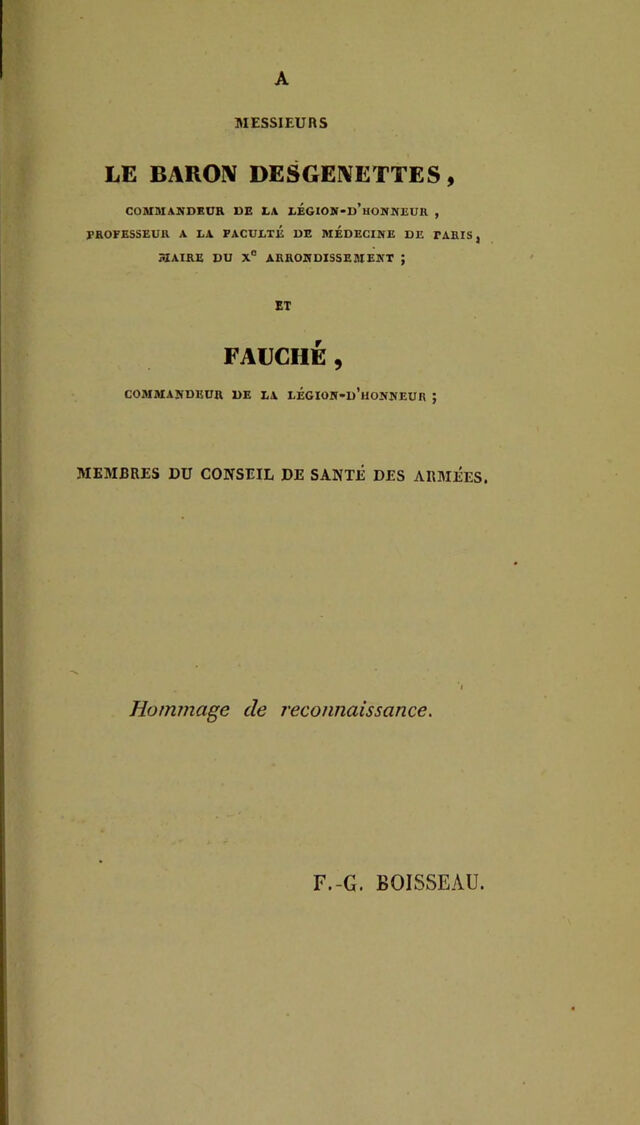 A
MESSIEURS
LE BARON DESGENETTES,
COMMANDEUR DE LA LÉGION-D'HONNEUR ,
PROFESSEUR A LA FACULTÉ DE MÉDECINE DE PARIS,
MAIRE DU Xe ARRONDISSEMENT ;
ET
FAUCHÉ,
COMMANDEUR DE LA LÉGION-D'HONNEUR ;
MEMBRES DU CONSEIL DE SANTÉ DES ARMÉES.
Hommage de reconnaissance.
F.-G. BOISSEAU.